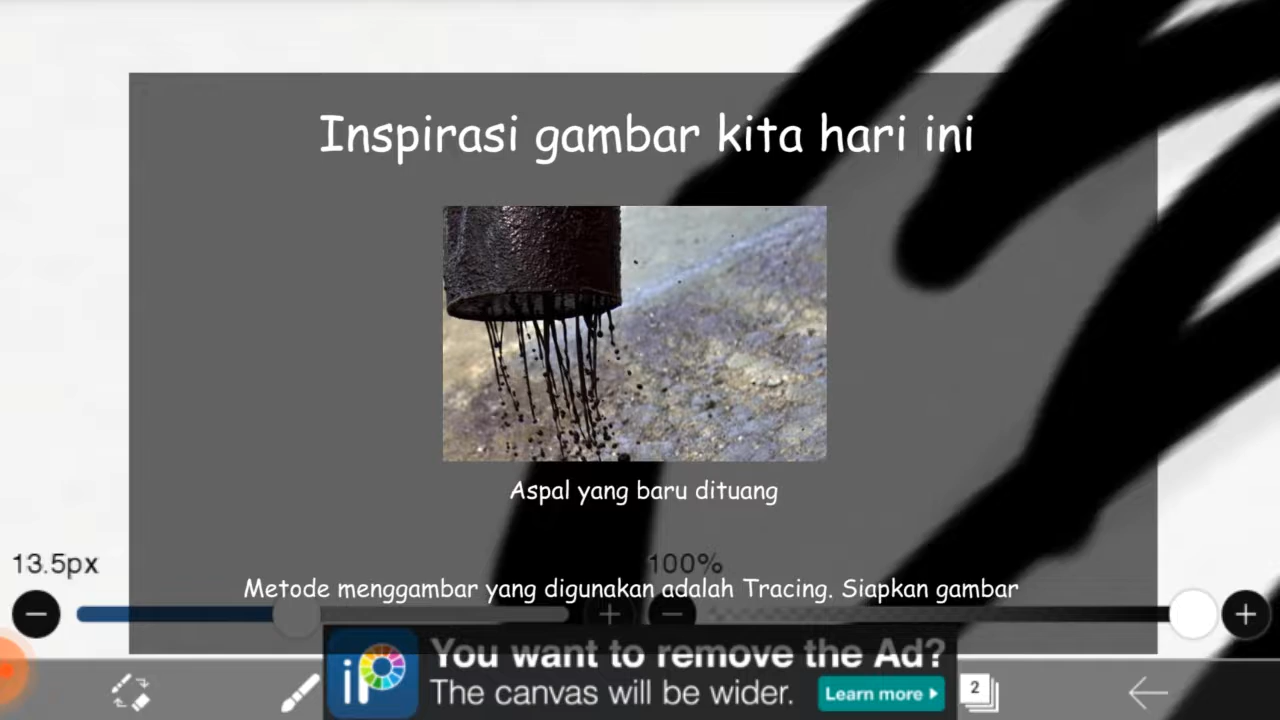 Inspirasi gambar kita hari ini
Aspal yang baru dituang
13.5px
100%
Metode menggambar yang digunakan adalah Tracing. Siapkan gambar
iP
You want to remove the Ad?
The canvas will be wider.
Learn more
2